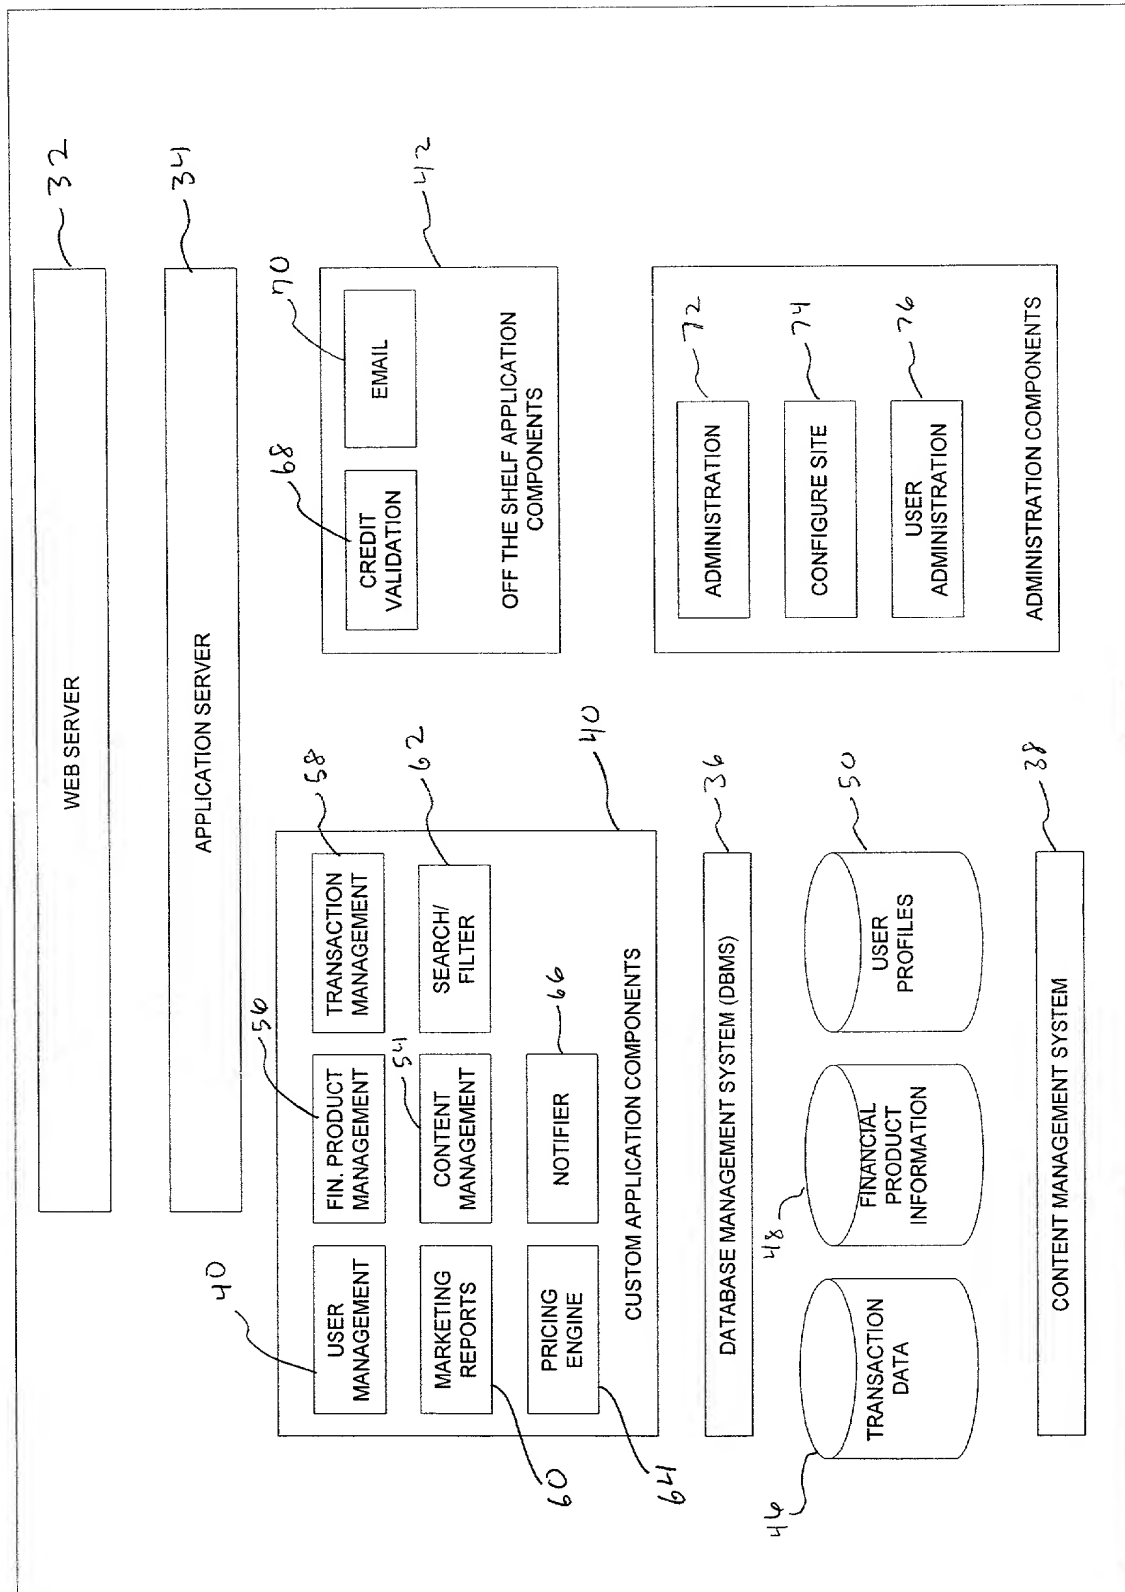 WEB SERVER
32
APPLICATION SERVER
34
40
56
58
USER
MANAGEMENT
FIN. PRODUCT
MANAGEMENT
TRANSACTION
MANAGEMENT
54
62
MARKETING
REPORTS
CONTENT
MANAGEMENT
SEARCH/
FILTER
60
66
PRICING
ENGINE
NOTIFIER
64
CUSTOM APPLICATION COMPONENTS
40
68
70
CREDIT
VALIDATION
EMAIL
42
OFF THE SHELF APPLICATION
COMPONENTS
DATABASE MANAGEMENT SYSTEM (DBMS)
36
46
TRANSACTION
DATA
48
FINANCIAL
PRODUCT
INFORMATION
50
USER
PROFILES
CONTENT MANAGEMENT SYSTEM
38
ADMINISTRATION
72
CONFIGURE SITE
74
USER
ADMINISTRATION
76
ADMINISTRATION COMPONENTS